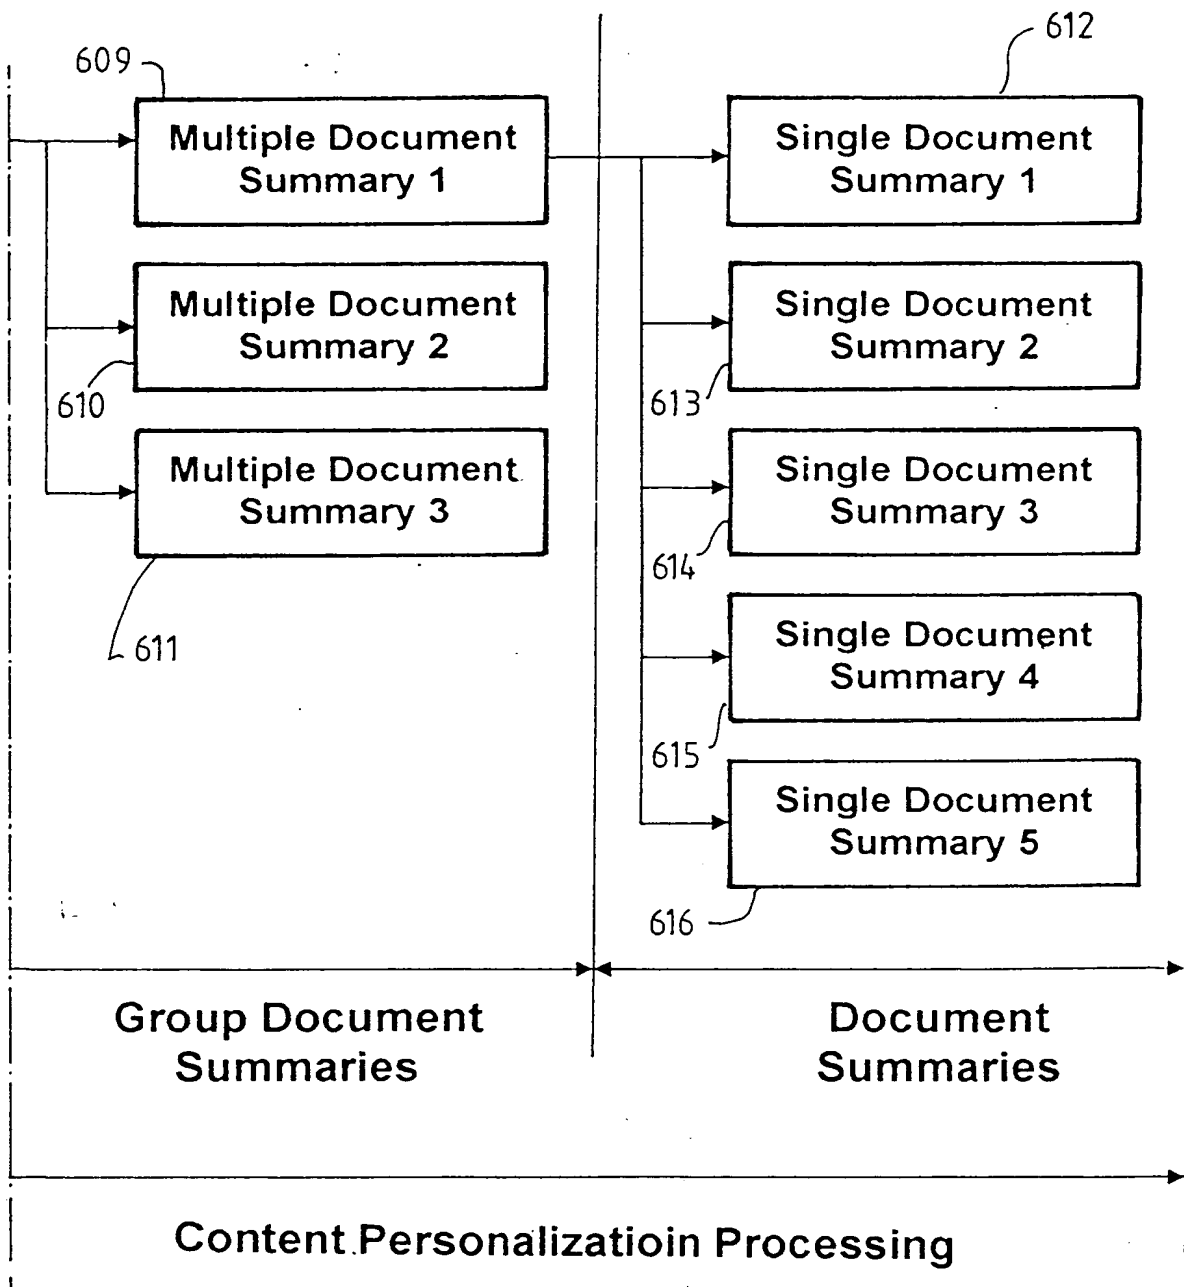 609
612
Multiple Document
Summary 1
Single Document
Summary 1
Multiple Document
Summary 2
Single Document
Summary 2
610
613
Multiple Document
Summary 3
Single Document
Summary 3
614
611
Single Document
Summary 4
615
Single Document
Summary 5
616
Group Document
Summaries
Document
Summaries
Content Personalizatioin Processing